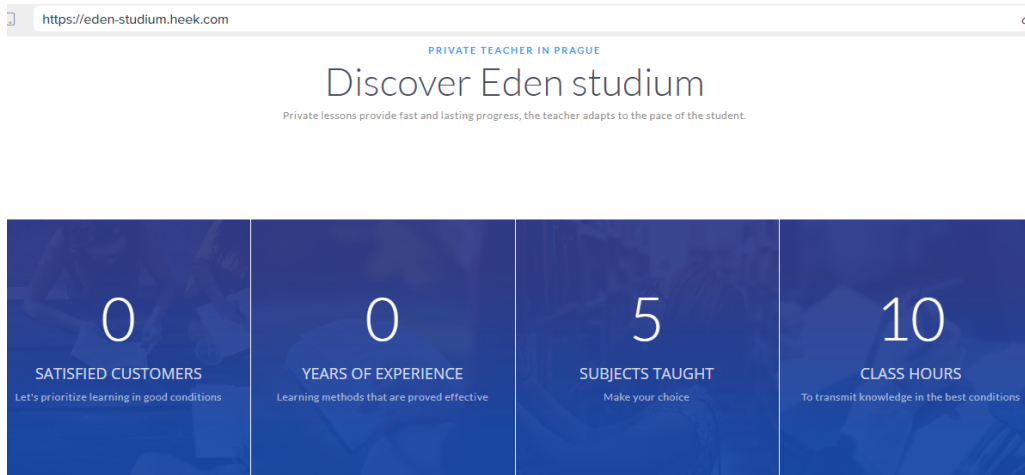 https://eden-studium.heek.com
PRIVATE TEACHER IN PRAGUE
Discover Eden studium
Private lessons provide fast and lasting progress, the teacher adapts to the pace of the student.
0
SATISFIED CUSTOMERS
Let's prioritize learning in good conditions
0
YEARS OF EXPERIENCE
Learning methods that are proved effective
5
SUBJECTS TAUGHT
Make your choice
10
CLASS HOURS
To transmit knowledge in the best conditions